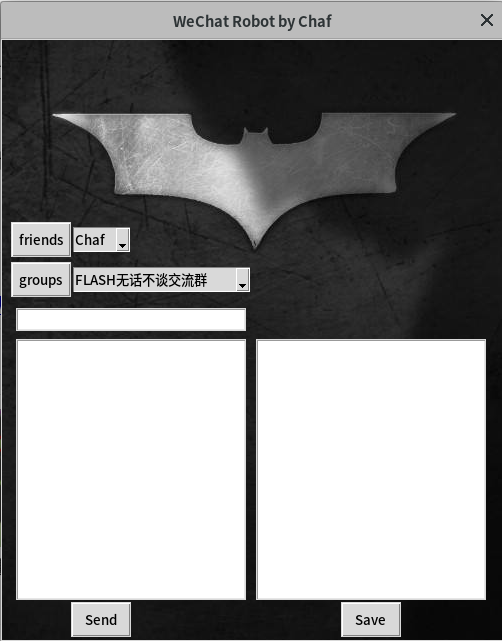 WeChat Robot by Chaf
friends Chaf
groups FLASH无话不谈交流群
Send Save